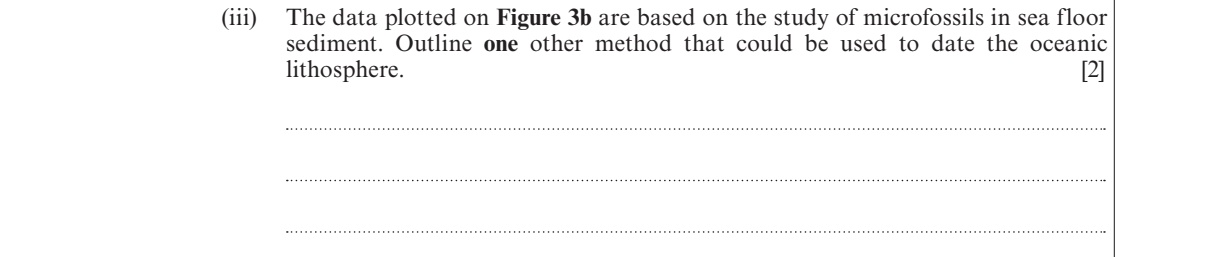 (iii) The data plotted on Figure 3b are based on the study of microfossils in sea floor
sediment. Outline one other method that could be used to date the oceanic
lithosphere. [2]